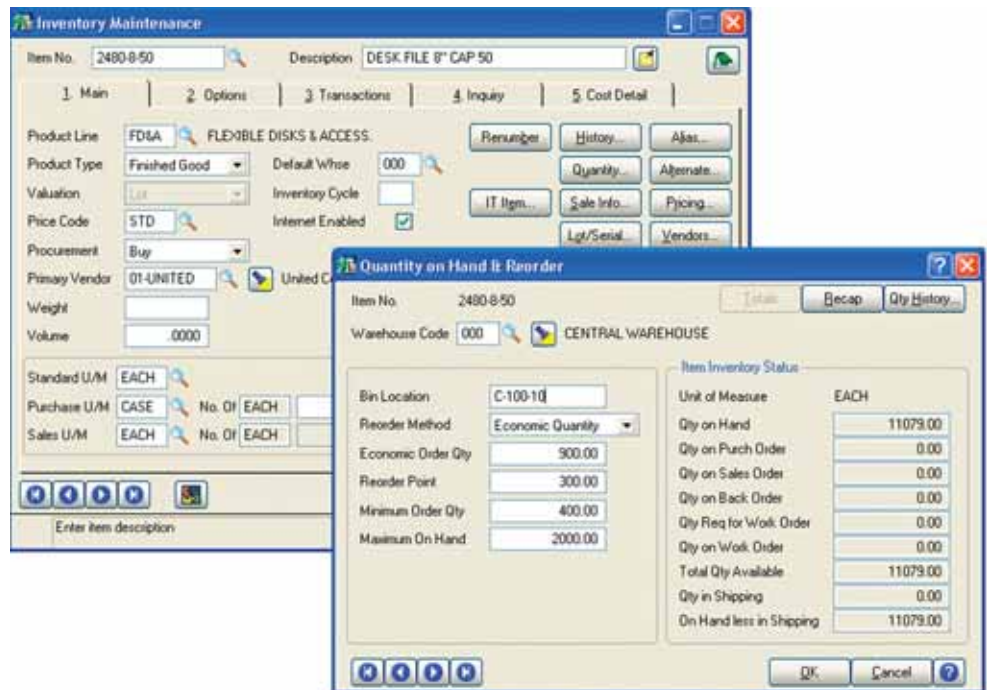 Inventory Maintenance
Item No. 2480-8-50 Description DESK FILE 8" CAP 50
1. Main 2. Options 3. Transactions 4. Inquiry 5. Cost Detail
Product Line FD&A FLEXIBLE DISKS & ACCESS. Renumber History... Alias...
Product Type Finished Good Default Whse 000 Quantity... Alternate...
Valuation Lot Inventory Cycle IT Item... Sale Info... Pricing...
Price Code STD Internet Enabled Lot/Serial... Vendors...
Procurement Buy
Primary Vendor 01-UNITED United C
Weight
Volume .0000
Standard U/M EACH
Purchase U/M CASE No. Of EACH
Sales U/M EACH No. Of EACH
Enter item description
Quantity on Hand & Reorder
Item No. 2480-8-50 Totals Recap Qty History...
Warehouse Code 000 CENTRAL WAREHOUSE
Bin Location C-100-10
Reorder Method Economic Quantity
Economic Order Qty 900.00
Reorder Point 300.00
Minimum Order Qty 400.00
Maximum On Hand 2000.00
Item Inventory Status
Unit of Measure EACH
Qty on Hand 11079.00
Qty on Purch Order 0.00
Qty on Sales Order 0.00
Qty on Back Order 0.00
Qty Req for Work Order 0.00
Qty on Work Order 0.00
Total Qty Available 11079.00
Qty in Shipping 0.00
On Hand less in Shipping 11079.00
OK Cancel